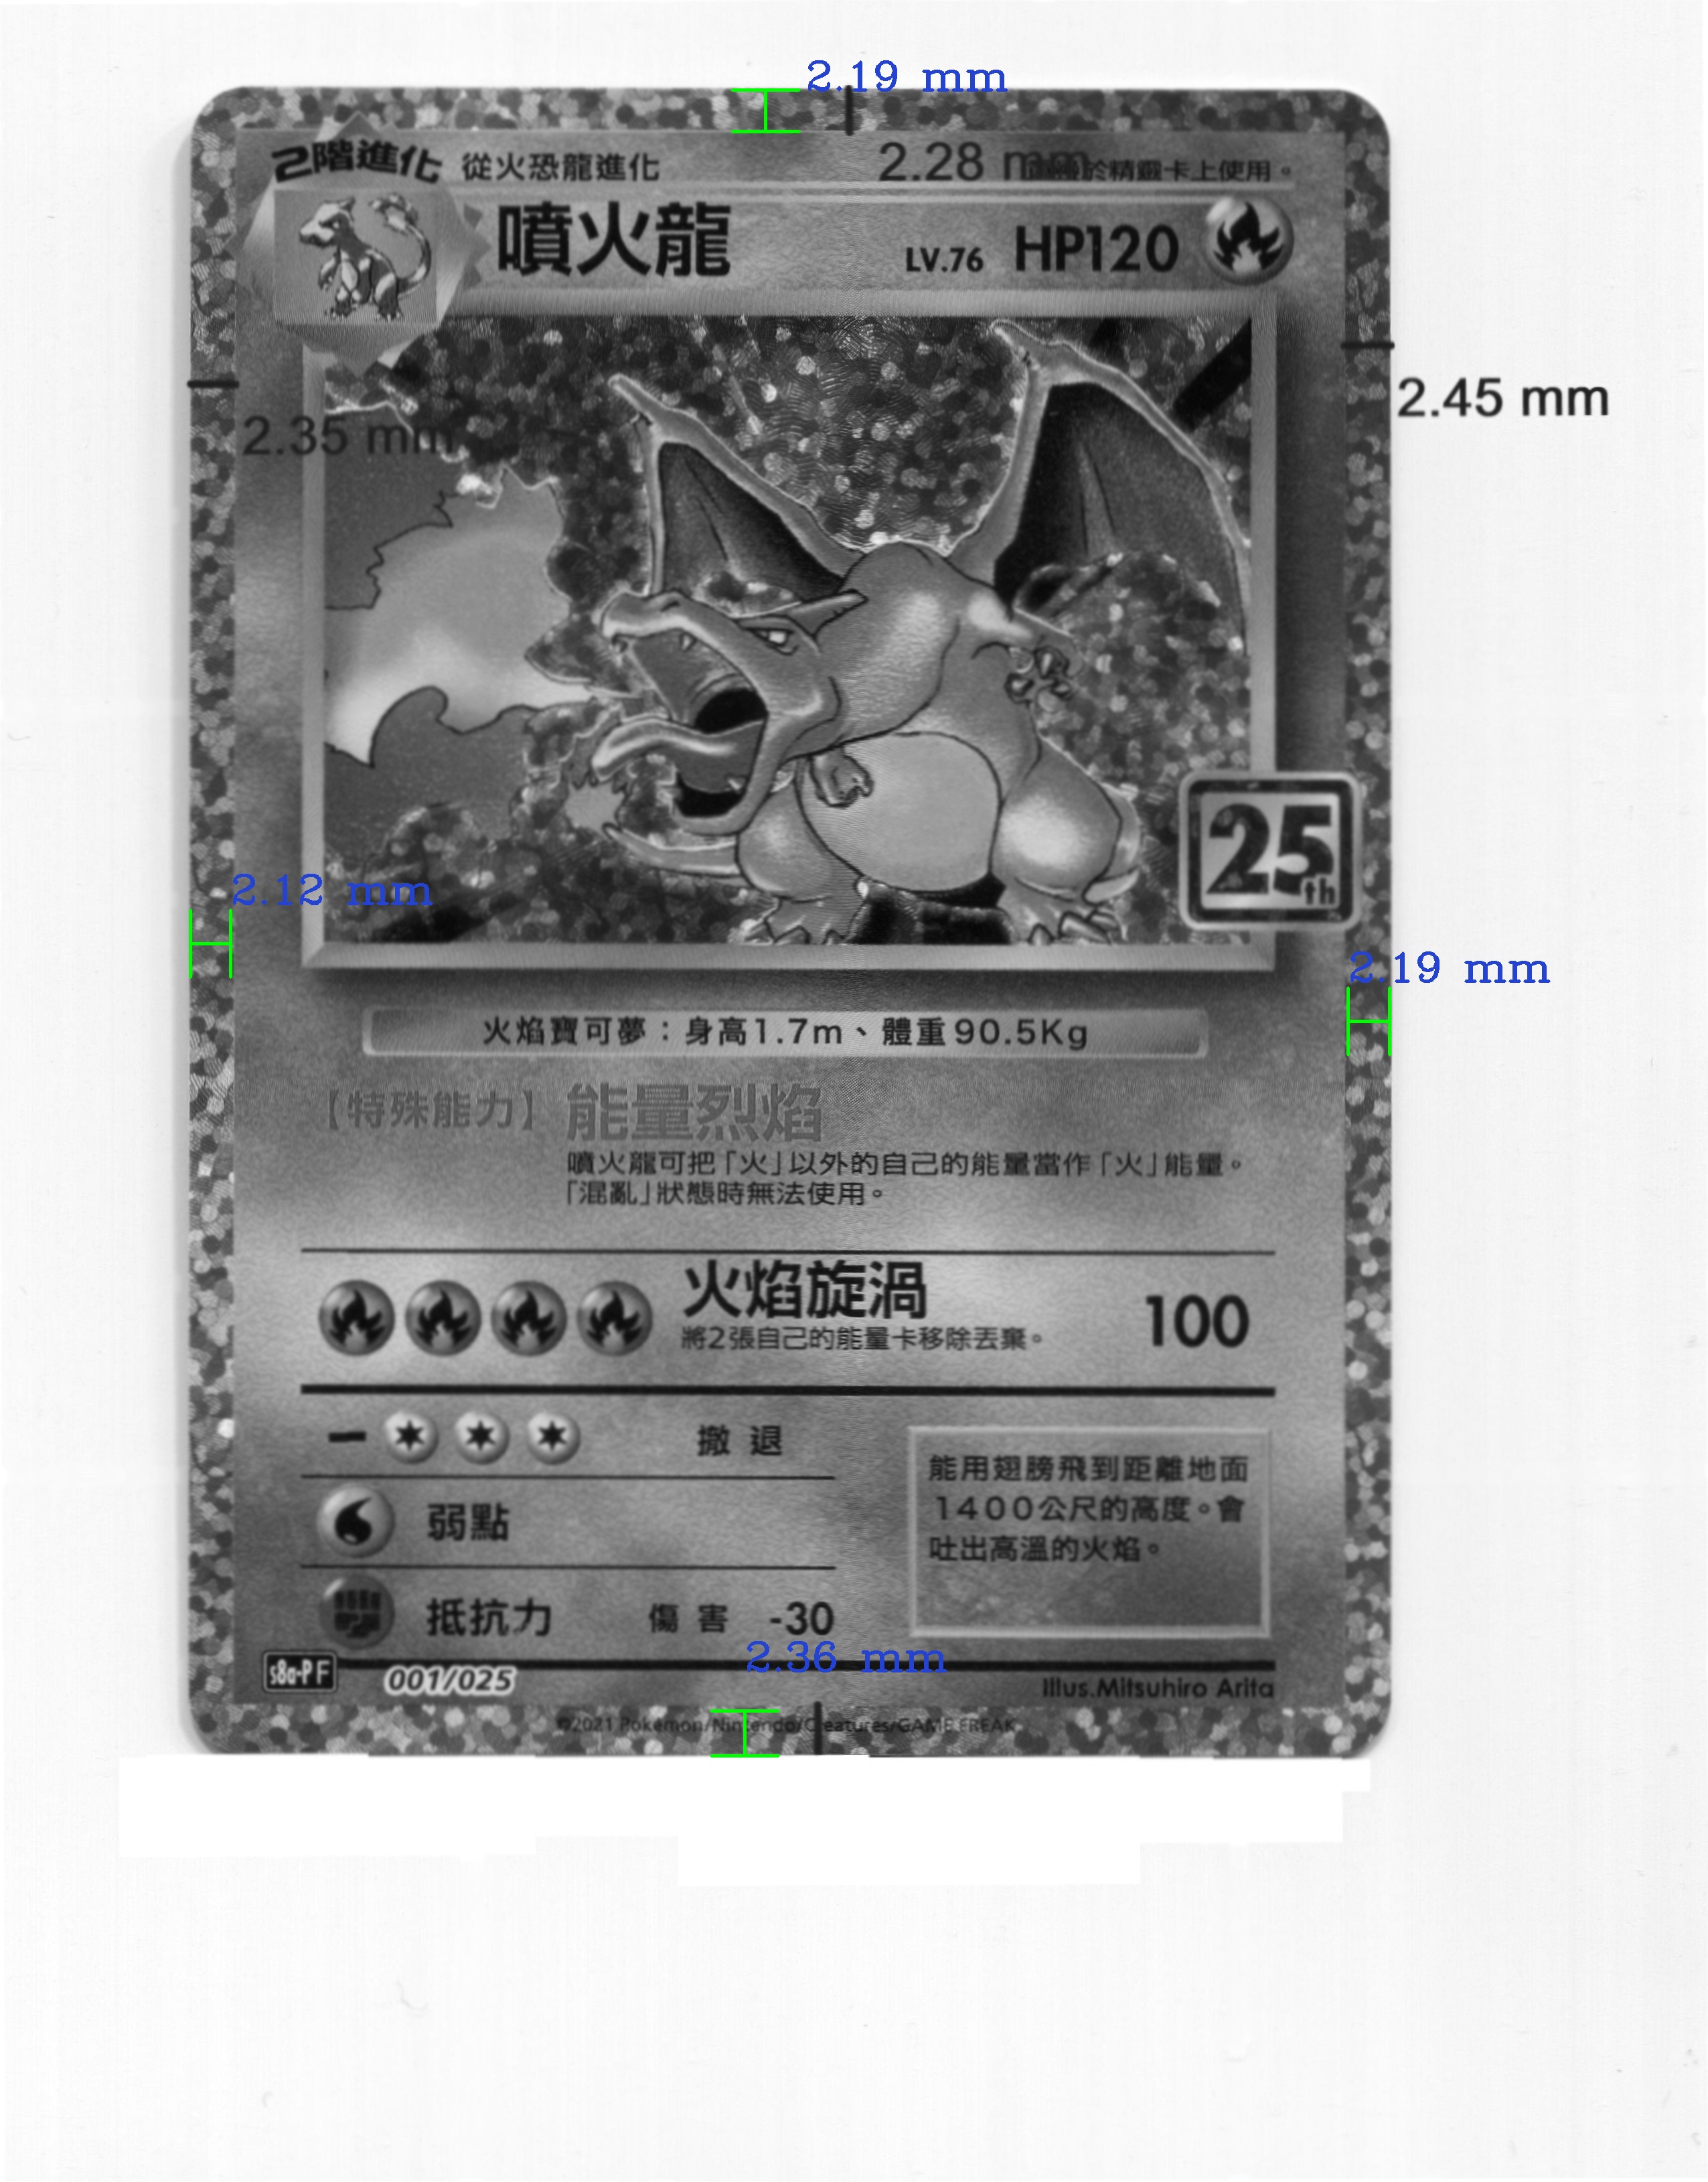 2.19 mm
2階進化 從火恐龍進化
2.28 mm 於精靈卡上使用。
噴火龍 LV.76 HP120
2.45 mm
2.35 mm
25th
2.12 mm
2.19 mm
火焰寶可夢：身高1.7m、體重90.5Kg
【特殊能力】 能量烈焰
噴火龍可把「火」以外的自己的能量當作「火」能量。
「混亂」狀態時無法使用。
火焰旋渦 100
將2張自己的能量卡移除丟棄。
撤退
弱點
抵抗力 傷害 -30
能用翅膀飛到距離地面
1400公尺的高度。會
吐出高溫的火焰。
2.36 mm
s8a-P F 001/025
Illus.Mitsuhiro Arita
©2021 Pokémon/Nintendo/Creatures/GAME FREAK